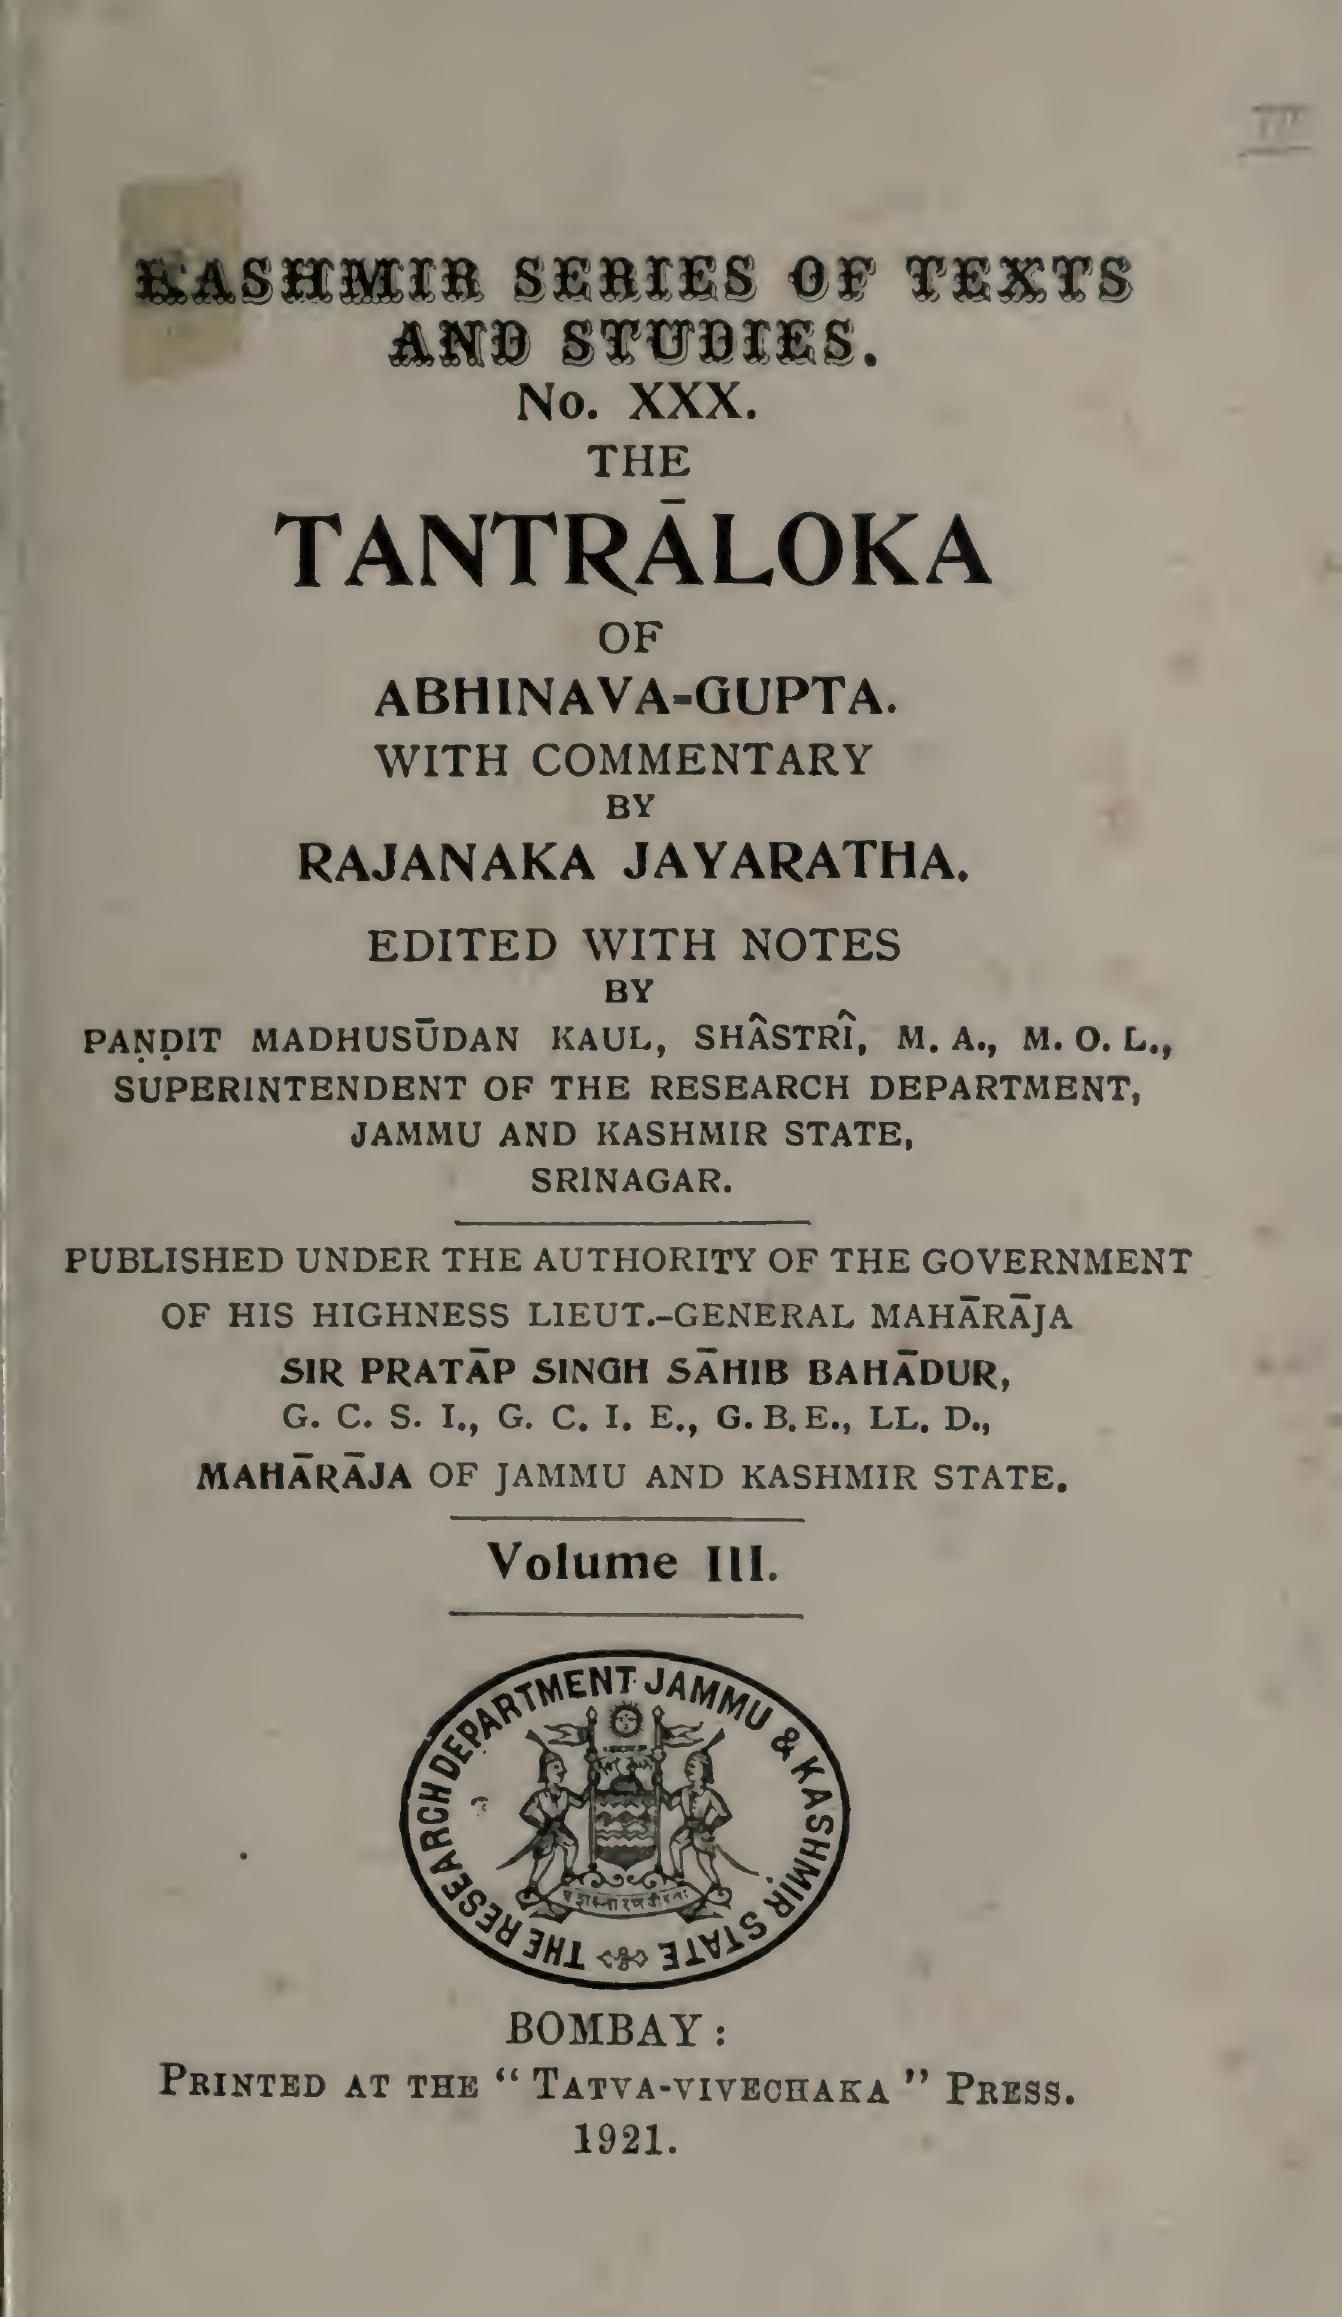 KASHMIR SERIES OF TEXTS
AND STUDIES.
No. XXX.
THE
TANTRĀLOKA
OF
ABHINAVA-GUPTA.
WITH COMMENTARY
BY
RAJANAKA JAYARATHA.
EDITED WITH NOTES
BY
PAṆḌIT MADHUSŪDAN KAUL, SHÂSTRÎ, M. A., M. O. L.,
SUPERINTENDENT OF THE RESEARCH DEPARTMENT,
JAMMU AND KASHMIR STATE,
SRINAGAR.
PUBLISHED UNDER THE AUTHORITY OF THE GOVERNMENT
OF HIS HIGHNESS LIEUT.-GENERAL MAHĀRĀJA
SIR PRATĀP SINGH SĀHIB BAHĀDUR,
G. C. S. I., G. C. I. E., G. B. E., LL. D.,
MAHĀRĀJA OF JAMMU AND KASHMIR STATE.
Volume III.
THE RESEARCH DEPARTMENT JAMMU & KASHMIR STATE
BOMBAY:
PRINTED AT THE “ TATVA-VIVECHAKA ” PRESS.
1921.